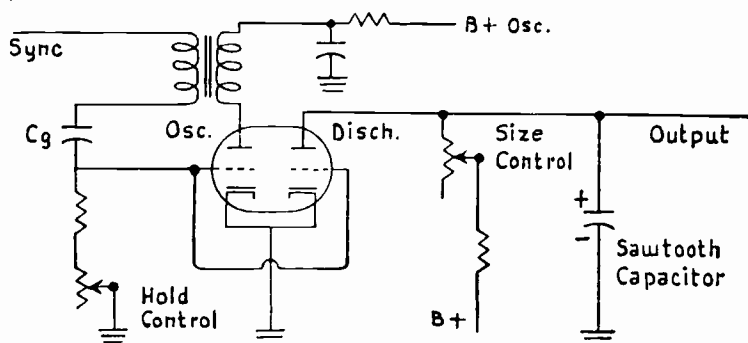 B+ Osc.
Sync
Cg
Osc.
Disch.
Size
Control
Output
+
-
Sawtooth
Capacitor
Hold
Control
B+